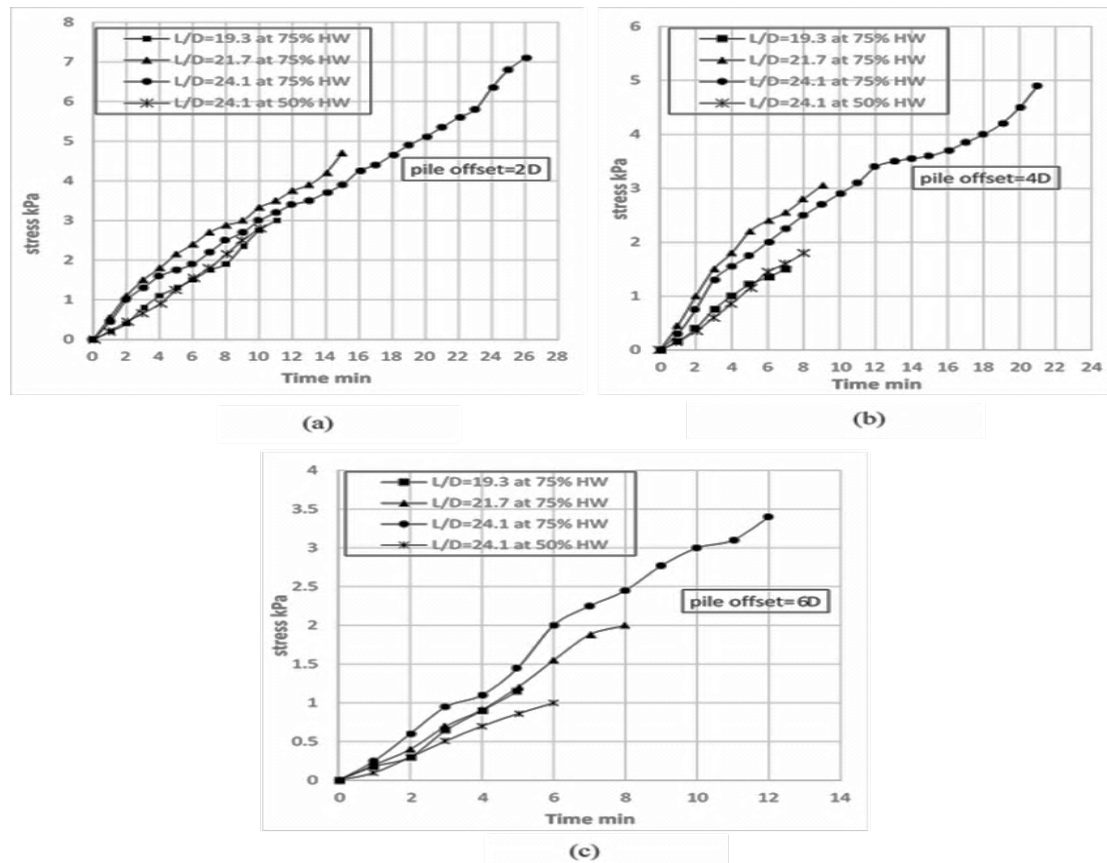 8
7
6
5
4
3
2
1
0
stress kPa
L/D=19.3 at 75% HW
L/D=21.7 at 75% HW
L/D=24.1 at 75% HW
L/D=24.1 at 50% HW
pile offset=2D
0 2 4 6 8 10 12 14 16 18 20 22 24 26 28
Time min
(a)
6
5
4
3
2
1
0
stress kPa
L/D=19.3 at 75% HW
L/D=21.7 at 75% HW
L/D=24.1 at 75% HW
L/D=24.1 at 50% HW
pile offset=4D
0 2 4 6 8 10 12 14 16 18 20 22 24
Time min
(b)
4
3.5
3
2.5
2
1.5
1
0.5
0
stress kPa
L/D=19.3 at 75% HW
L/D=21.7 at 75% HW
L/D=24.1 at 75% HW
L/D=24.1 at 50% HW
pile offset=6D
0 2 4 6 8 10 12 14
Time min
(c)